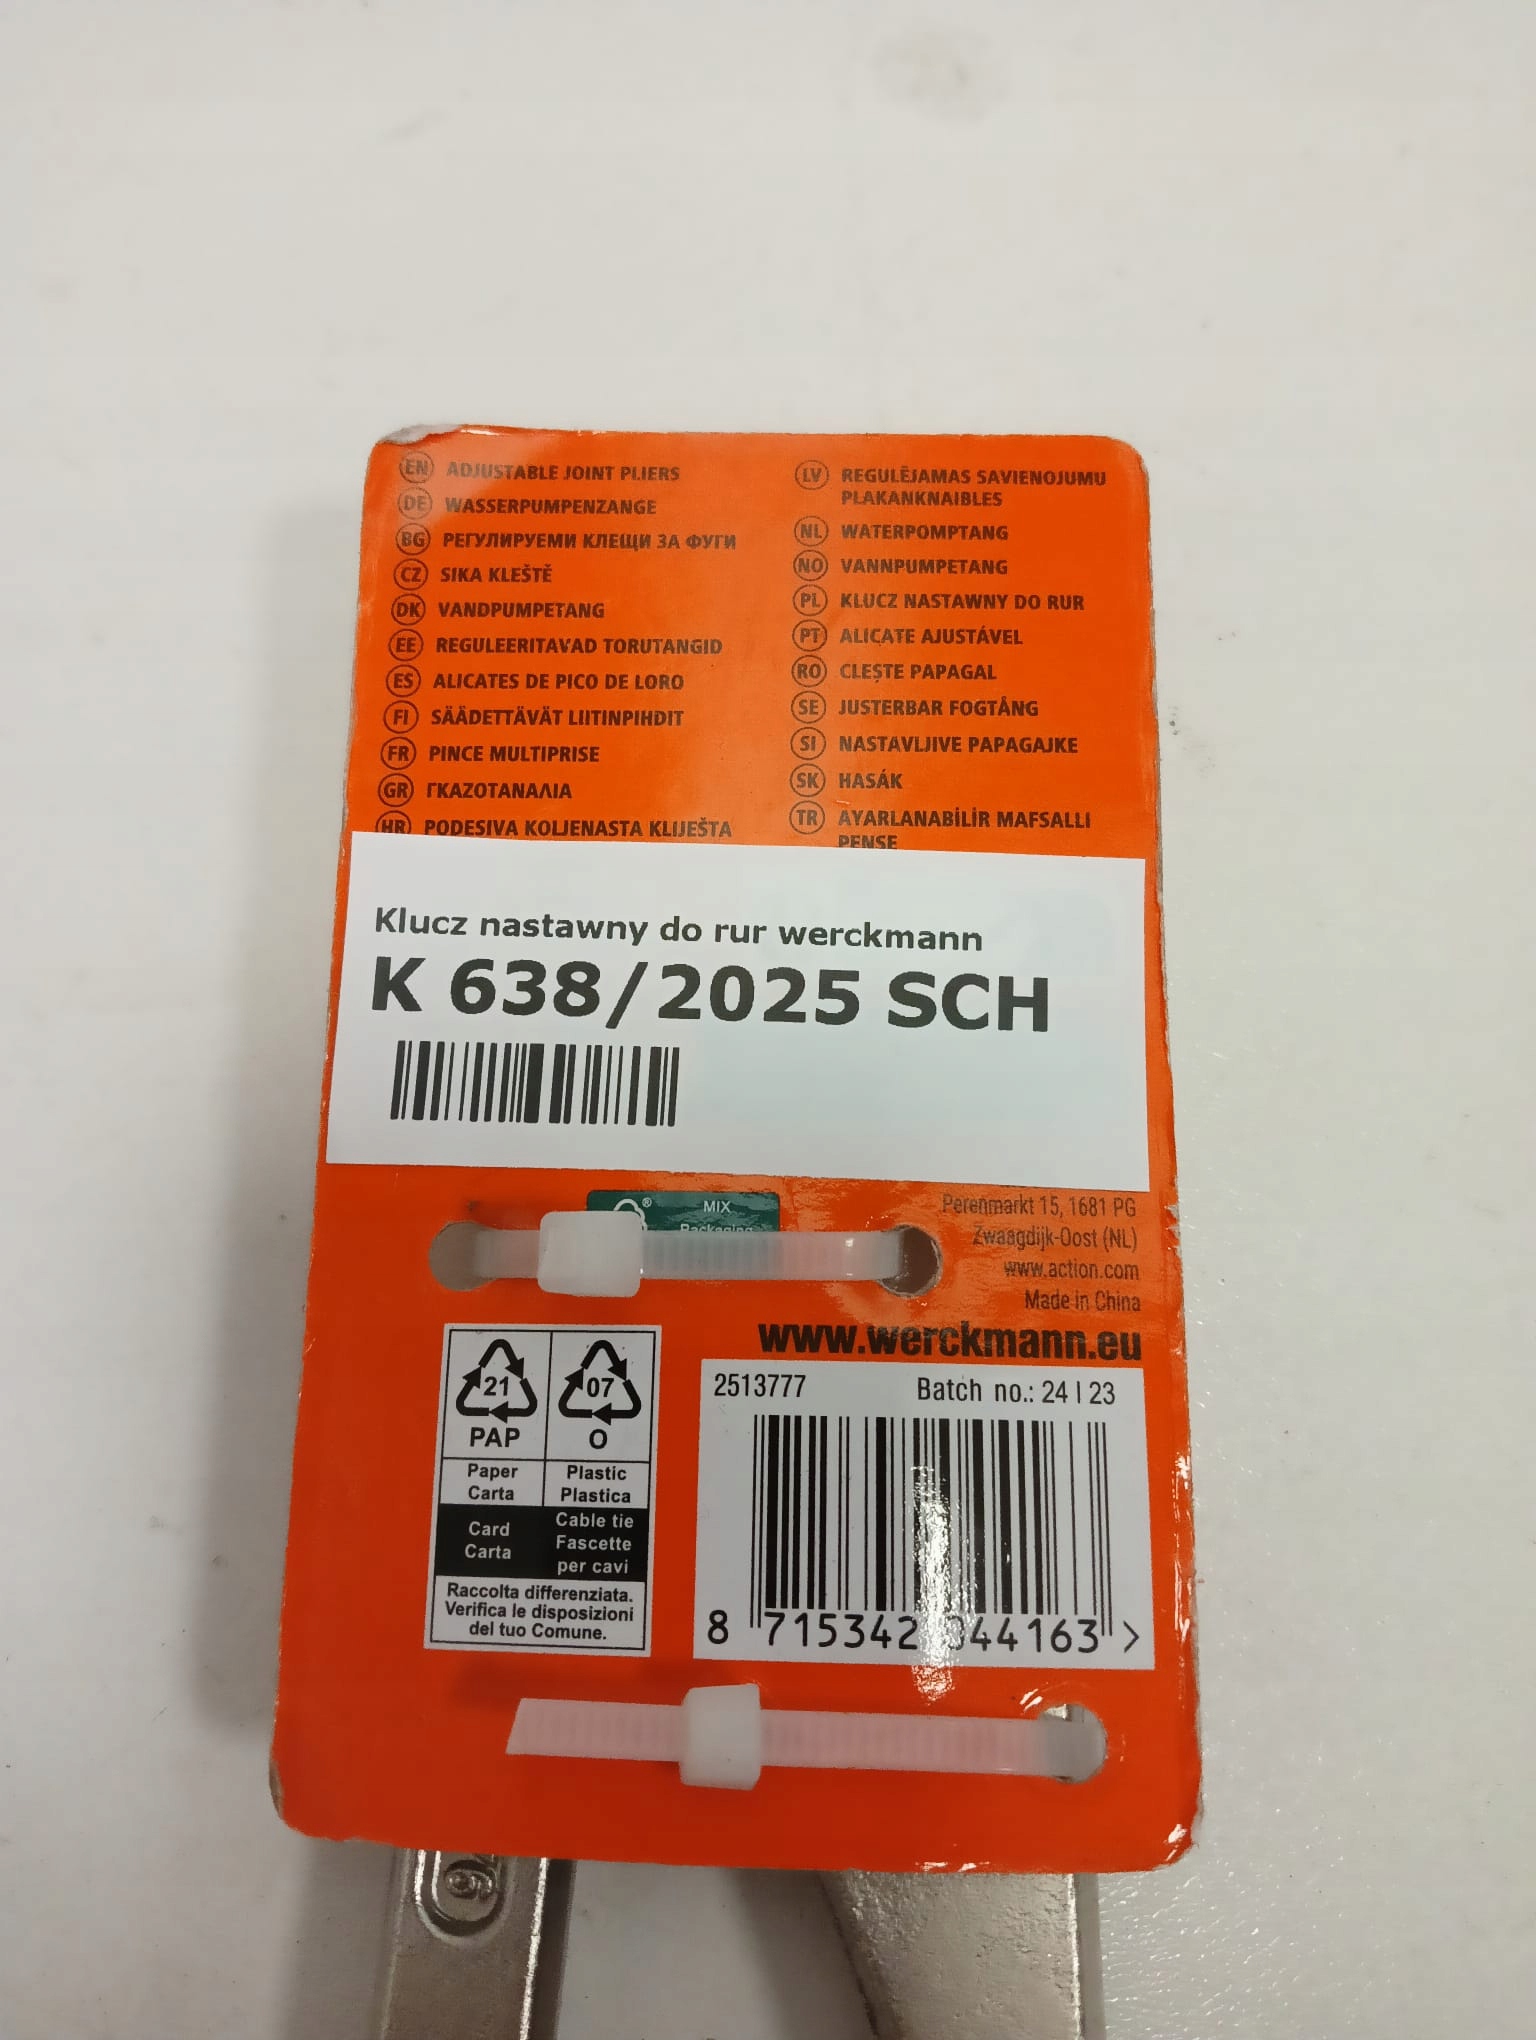 EN ADJUSTABLE JOINT PLIERS
DE WASSERPUMPENZANGE
BG РЕГУЛИРУЕМИ КЛЕЩИ ЗА ФУГИ
CZ SIKA KLEŠTĚ
DK VANDPUMPETANG
EE REGULEERITAVAD TORUTANGID
ES ALICATES DE PICO DE LORO
FI SÄÄDETTÄVÄT LIITINPIHDIT
FR PINCE MULTIPRISE
GR ΓΚΑΖΟΤΑΝΑΛΙΑ
HR PODESIVA KOLJENASTA KLIJEŠTA
LV REGULĒJAMAS SAVIENOJUMU
PLAKANKNAIBLES
NL WATERPOMPTANG
NO VANNPUMPETANG
PL KLUCZ NASTAWNY DO RUR
PT ALICATE AJUSTÁVEL
RO CLEȘTE PAPAGAL
SE JUSTERBAR FOGTÅNG
SI NASTAVLJIVE PAPAGAJKE
SK HASÁK
TR AYARLANABİLİR MAFSALLI
PENSE
Klucz nastawny do rur werckmann
K 638/2025 SCH
® MIX
Packaging
Perenmarkt 15, 1681 PG
Zwaagdijk-Oost (NL)
www.action.com
Made in China
www.werckmann.eu
21 07
PAP O
Paper Plastic
Carta Plastica
Card Cable tie
Carta Fascette
per cavi
Raccolta differenziata.
Verifica le disposizioni
del tuo Comune.
2513777 Batch no.: 24 I 23
8 715342 044163 >